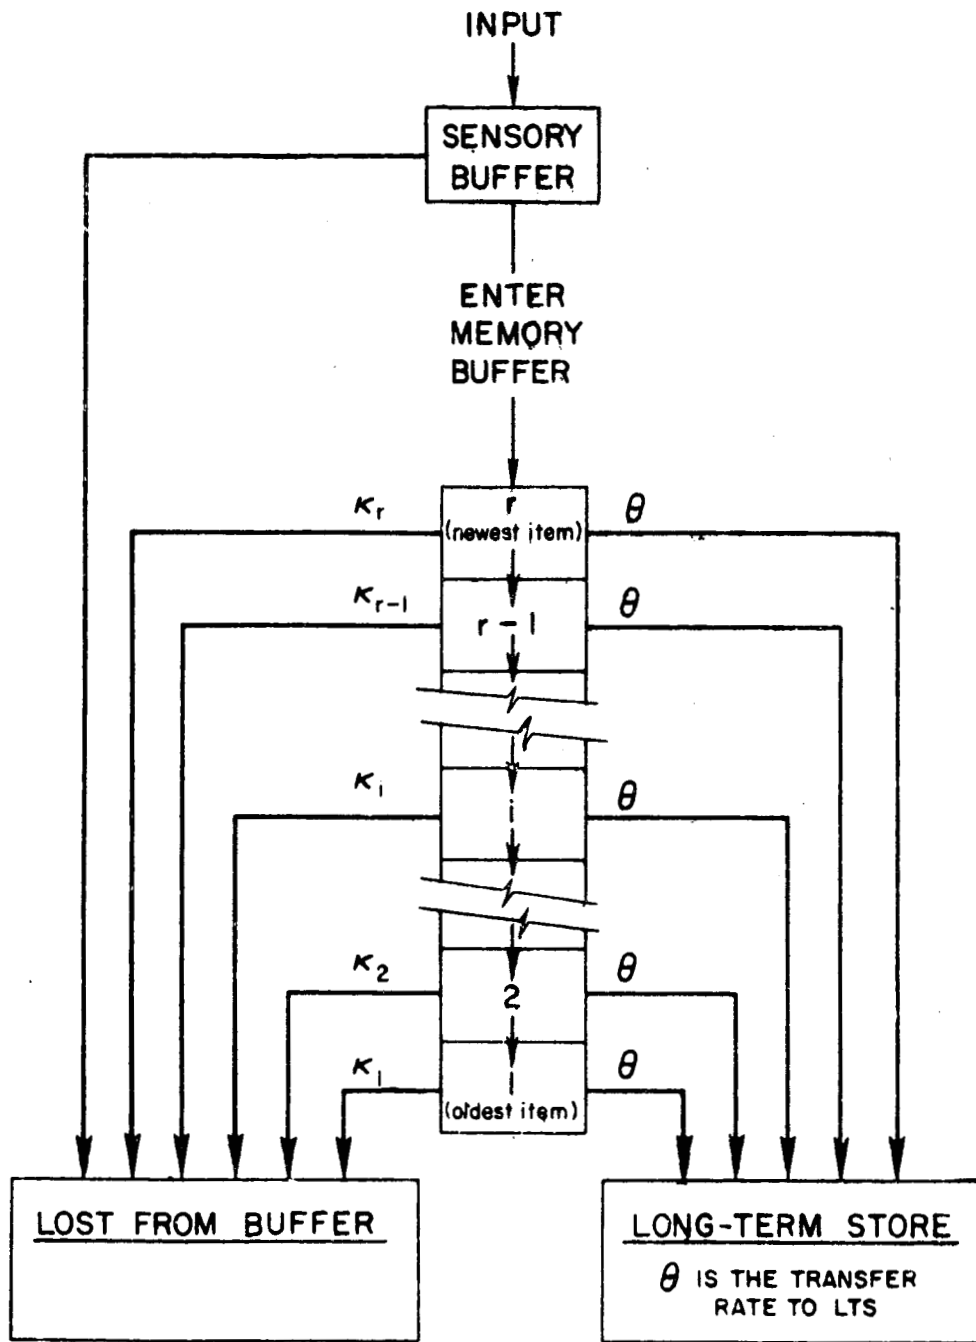 INPUT
SENSORY
BUFFER
ENTER
MEMORY
BUFFER
κr r θ
(newest item)
κr-1 r-1 θ
κi i θ
κ2 2 θ
κ1 1 θ
(oldest item)
LOST FROM BUFFER
LONG-TERM STORE
θ IS THE TRANSFER
RATE TO LTS